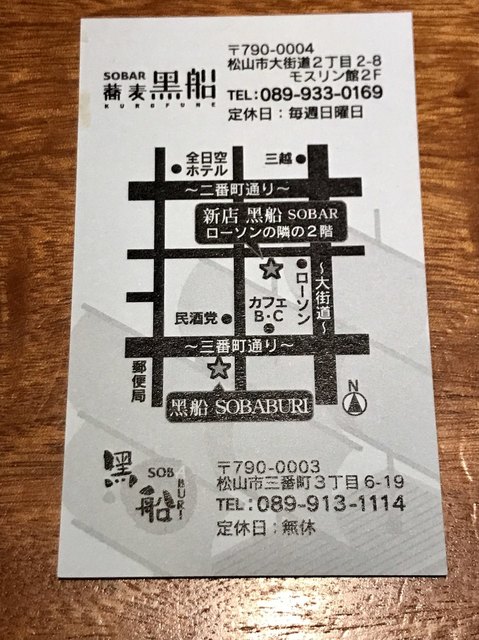 SOBAR
蕎麦 黒船
KUROFUNE
〒790-0004
松山市大街道2丁目2-8
モスリン館2F
TEL:089-933-0169
定休日:毎週日曜日
全日空
ホテル
三越
〜二番町通り〜
新店 黒船 SOBAR
ローソンの隣の2階
ローソン
〜大街道〜
カフェ
B・C
民酒党
〜三番町通り〜
郵便局
黒船 SOBABURI
N
黒船
SOB
ABURI
〒790-0003
松山市三番町3丁目6-19
TEL:089-913-1114
定休日:無休